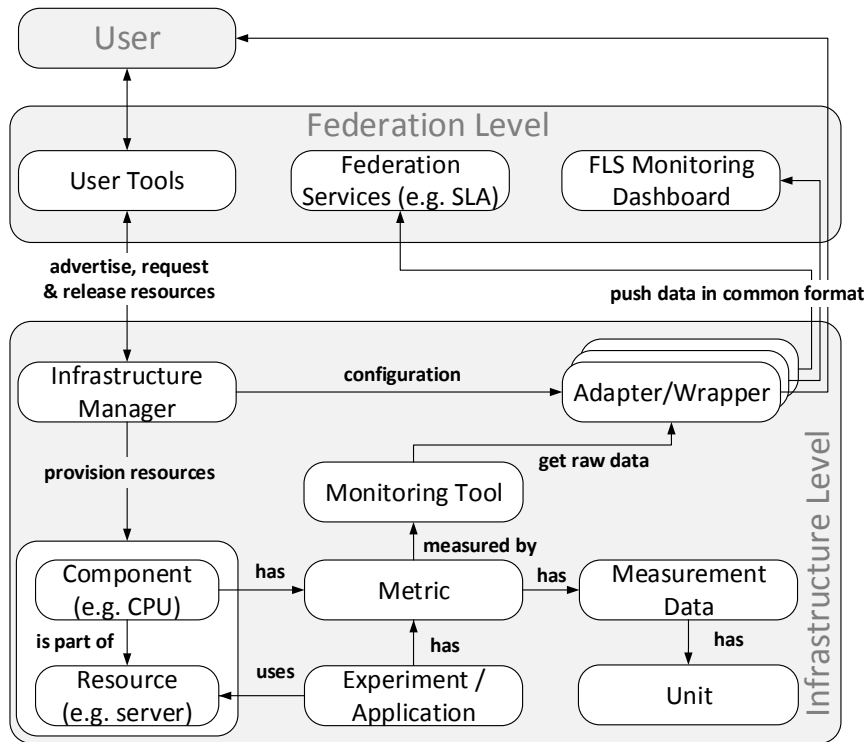 User
Federation Level
User Tools
Federation
Services (e.g. SLA)
FLS Monitoring
Dashboard
advertise, request
& release resources
push data in common format
Infrastructure
Manager
configuration
Adapter/Wrapper
provision resources
get raw data
Monitoring Tool
measured by
Infrastructure Level
Component
(e.g. CPU)
has
Metric
has
Measurement
Data
is part of
has
has
Resource
(e.g. server)
uses
Experiment /
Application
Unit